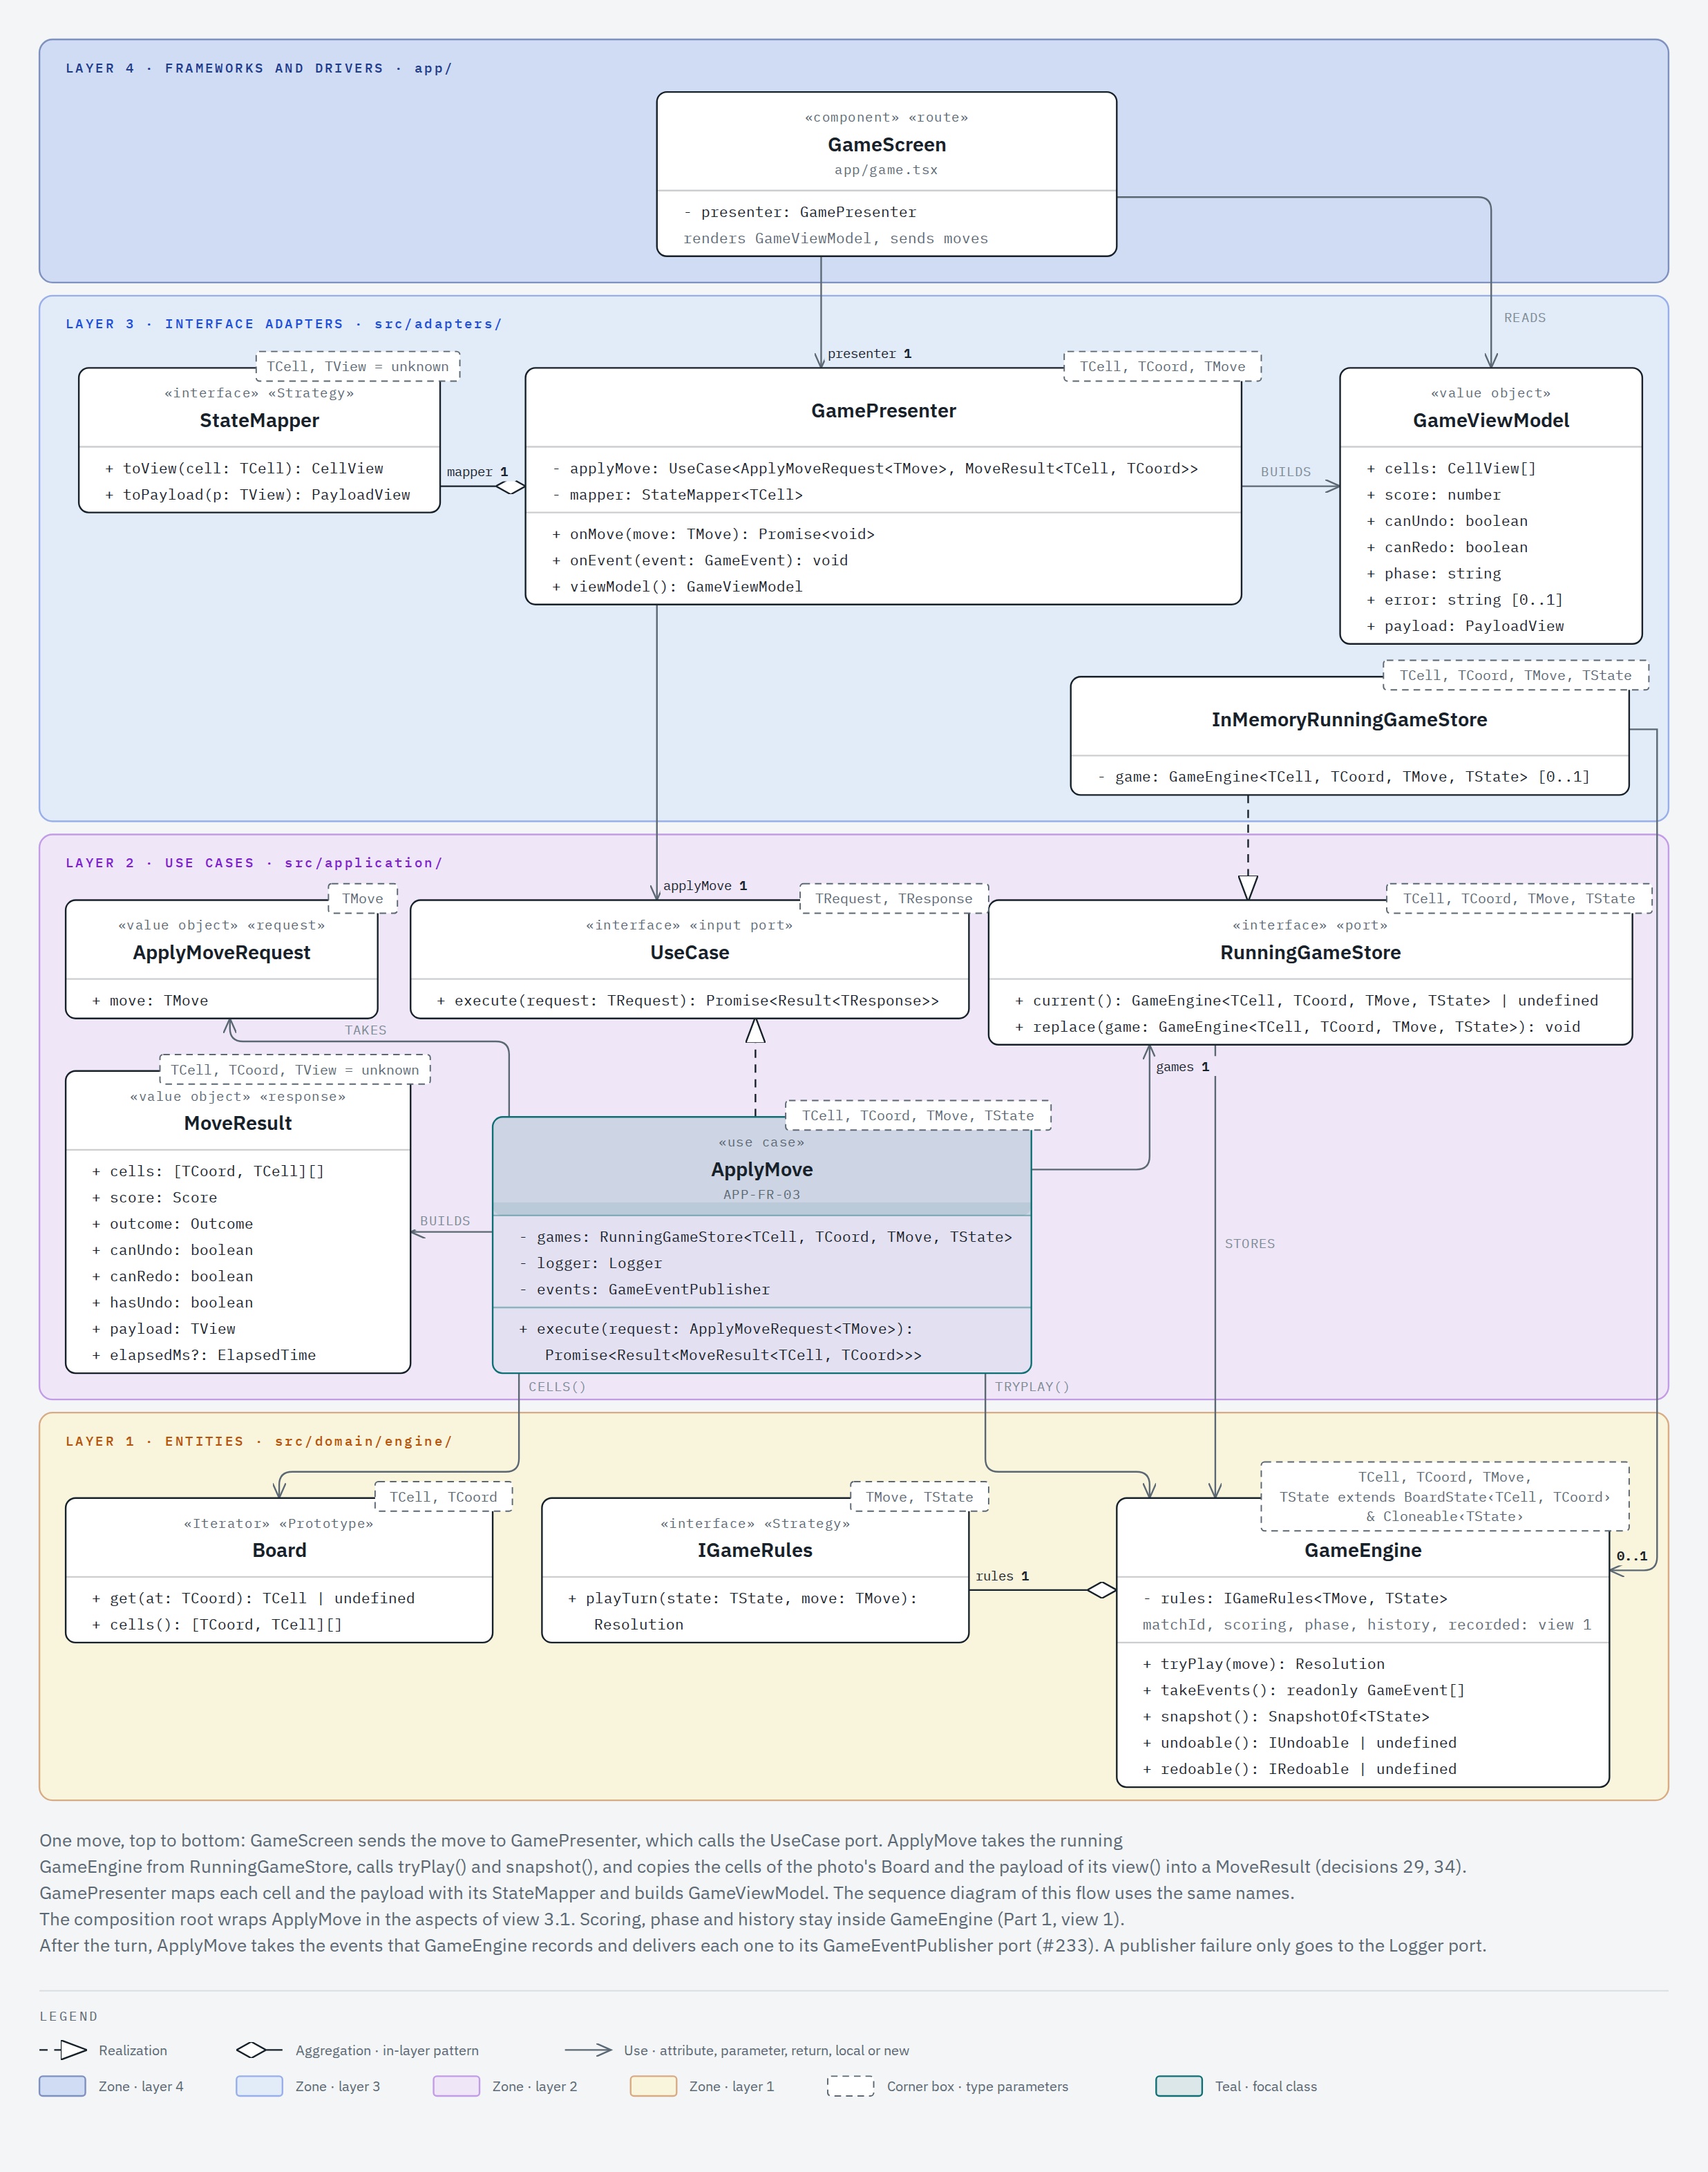 LAYER 4 · FRAMEWORKS AND DRIVERS · app/
«component» «route»
GameScreen
app/game.tsx
- presenter: GamePresenter
renders GameViewModel, sends moves
LAYER 3 · INTERFACE ADAPTERS · src/adapters/
READS
presenter 1
TCell, TView = unknown
«interface» «Strategy»
StateMapper
+ toView(cell: TCell): CellView
+ toPayload(p: TView): PayloadView
mapper 1
TCell, TCoord, TMove
GamePresenter
- applyMove: UseCase<ApplyMoveRequest<TMove>, MoveResult<TCell, TCoord>>
- mapper: StateMapper<TCell>
+ onMove(move: TMove): Promise<void>
+ onEvent(event: GameEvent): void
+ viewModel(): GameViewModel
BUILDS
«value object»
GameViewModel
+ cells: CellView[]
+ score: number
+ canUndo: boolean
+ canRedo: boolean
+ phase: string
+ error: string [0..1]
+ payload: PayloadView
TCell, TCoord, TMove, TState
InMemoryRunningGameStore
- game: GameEngine<TCell, TCoord, TMove, TState> [0..1]
LAYER 2 · USE CASES · src/application/
applyMove 1
TMove
«value object» «request»
ApplyMoveRequest
+ move: TMove
TRequest, TResponse
«interface» «input port»
UseCase
+ execute(request: TRequest): Promise<Result<TResponse>>
TCell, TCoord, TMove, TState
«interface» «port»
RunningGameStore
+ current(): GameEngine<TCell, TCoord, TMove, TState> | undefined
+ replace(game: GameEngine<TCell, TCoord, TMove, TState>): void
TAKES
games 1
TCell, TCoord, TView = unknown
«value object» «response»
MoveResult
+ cells: [TCoord, TCell][]
+ score: Score
+ outcome: Outcome
+ canUndo: boolean
+ canRedo: boolean
+ hasUndo: boolean
+ payload: TView
+ elapsedMs?: ElapsedTime
BUILDS
TCell, TCoord, TMove, TState
«use case»
ApplyMove
APP-FR-03
- games: RunningGameStore<TCell, TCoord, TMove, TState>
- logger: Logger
- events: GameEventPublisher
+ execute(request: ApplyMoveRequest<TMove>):
Promise<Result<MoveResult<TCell, TCoord>>>
STORES
CELLS()
TRYPLAY()
LAYER 1 · ENTITIES · src/domain/engine/
TCell, TCoord
«Iterator» «Prototype»
Board
+ get(at: TCoord): TCell | undefined
+ cells(): [TCoord, TCell][]
TMove, TState
«interface» «Strategy»
IGameRules
+ playTurn(state: TState, move: TMove):
Resolution
rules 1
TCell, TCoord, TMove,
TState extends BoardState‹TCell, TCoord›
& Cloneable‹TState›
GameEngine
0..1
- rules: IGameRules<TMove, TState>
matchId, scoring, phase, history, recorded: view 1
+ tryPlay(move): Resolution
+ takeEvents(): readonly GameEvent[]
+ snapshot(): SnapshotOf<TState>
+ undoable(): IUndoable | undefined
+ redoable(): IRedoable | undefined
One move, top to bottom: GameScreen sends the move to GamePresenter, which calls the UseCase port. ApplyMove takes the running
GameEngine from RunningGameStore, calls tryPlay() and snapshot(), and copies the cells of the photo's Board and the payload of its view() into a MoveResult (decisions 29, 34).
GamePresenter maps each cell and the payload with its StateMapper and builds GameViewModel. The sequence diagram of this flow uses the same names.
The composition root wraps ApplyMove in the aspects of view 3.1. Scoring, phase and history stay inside GameEngine (Part 1, view 1).
After the turn, ApplyMove takes the events that GameEngine records and delivers each one to its GameEventPublisher port (#233). A publisher failure only goes to the Logger port.
LEGEND
Realization
Aggregation · in-layer pattern
Use · attribute, parameter, return, local or new
Zone · layer 4
Zone · layer 3
Zone · layer 2
Zone · layer 1
Corner box · type parameters
Teal · focal class